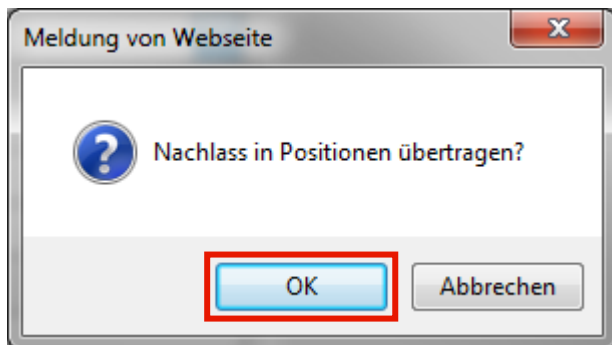 Meldung von Webseite
Nachlass in Positionen übertragen?
OK
Abbrechen